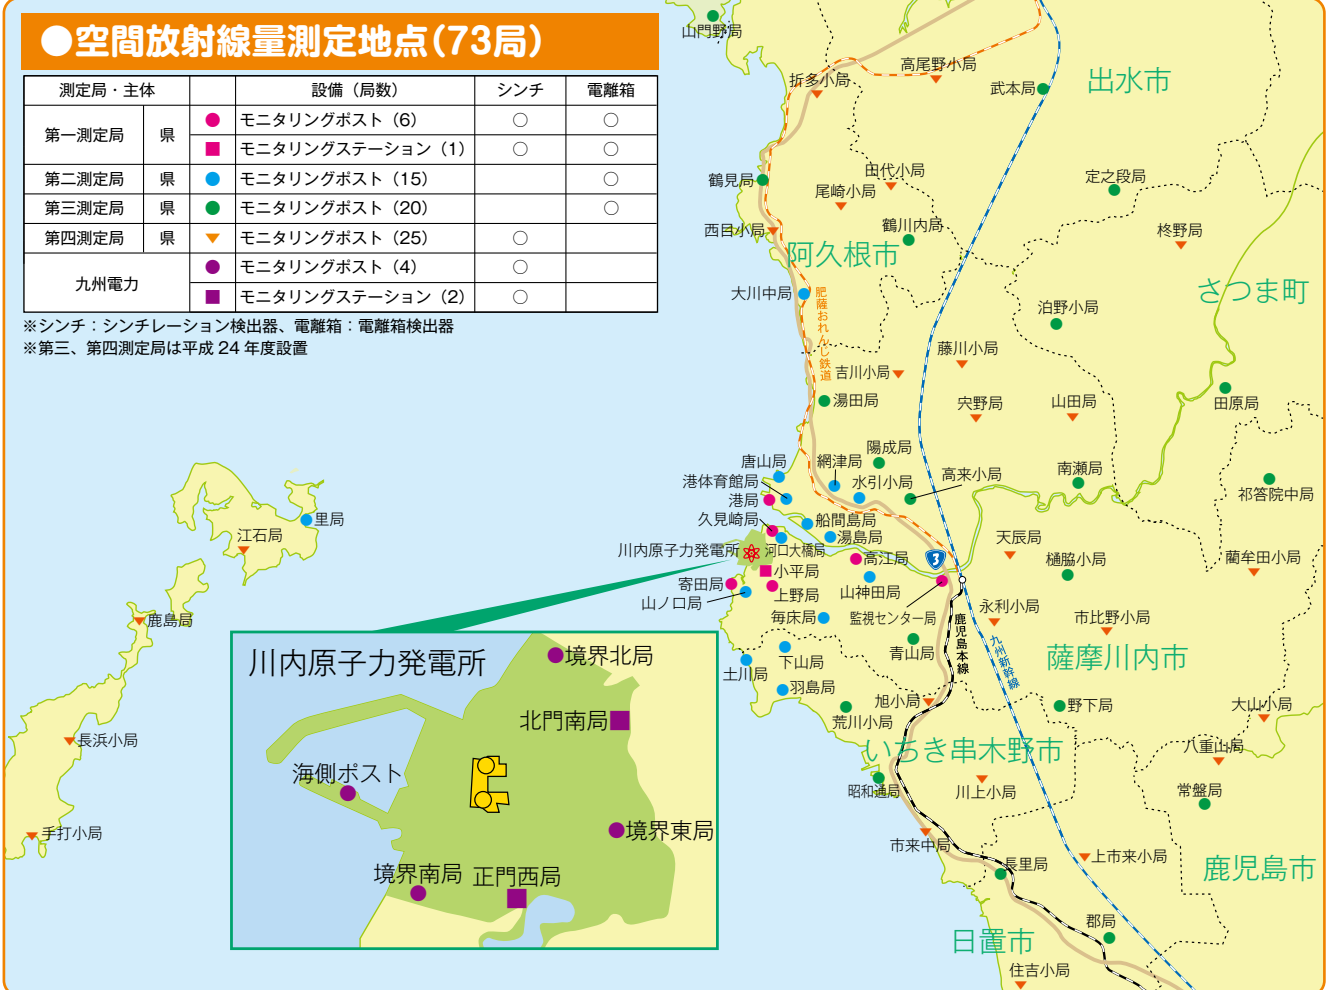 ●空間放射線量測定地点(73局)
測定局・主体 設備（局数） シンチ 電離箱
第一測定局 県 ● モニタリングポスト（6） ○ ○
■ モニタリングステーション（1） ○ ○
第二測定局 県 ● モニタリングポスト（15） ○
第三測定局 県 ● モニタリングポスト（20） ○
第四測定局 県 ▼ モニタリングポスト（25） ○
九州電力 ● モニタリングポスト（4） ○
■ モニタリングステーション（2） ○
※シンチ：シンチレーション検出器、電離箱：電離箱検出器
※第三、第四測定局は平成 24 年度設置
山門野局
高尾野小局
折多小局
武本局
出水市
鶴見局
田代小局
尾崎小局
定之段局
西目小局
鶴川内局
柊野局
阿久根市
さつま町
大川中局
肥薩おれんじ鉄道
泊野小局
藤川小局
吉川小局
湯田局
穴野局
山田局
田原局
陽成局
唐山局
網津局
港体育館局
水引小局
高来小局
南瀬局
祁答院中局
港局
久見崎局
船間島局
湯島局
里局
江石局
川内原子力発電所
河口大橋局
高江局
3
天辰局
樋脇小局
藺牟田小局
小平局
寄田局
上野局
山ノ口局
山神田局
毎床局
監視センター局
永利小局
市比野小局
鹿島局
鹿児島本線
九州新幹線
青山局
薩摩川内市
下山局
土川局
羽島局
旭小局
荒川小局
野下局
大山小局
長浜小局
いちき串木野市
八重山局
昭和通局
川上小局
常盤局
手打小局
市来中局
長里局
上市来小局
鹿児島市
郡局
日置市
住吉小局
川内原子力発電所
境界北局
北門南局
海側ポスト
境界東局
境界南局
正門西局